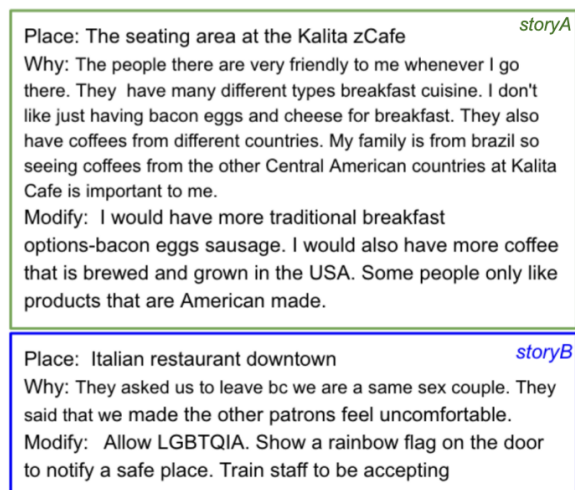 storyA
Place: The seating area at the Kalita zCafe
Why: The people there are very friendly to me whenever I go
there. They  have many different types breakfast cuisine. I don't
like just having bacon eggs and cheese for breakfast. They also
have coffees from different countries. My family is from brazil so
seeing coffees from the other Central American countries at Kalita
Cafe is important to me.
Modify:  I would have more traditional breakfast
options-bacon eggs sausage. I would also have more coffee
that is brewed and grown in the USA. Some people only like
products that are American made.
storyB
Place:  Italian restaurant downtown
Why: They asked us to leave bc we are a same sex couple. They
said that we made the other patrons feel uncomfortable.
Modify:   Allow LGBTQIA. Show a rainbow flag on the door
to notify a safe place. Train staff to be accepting